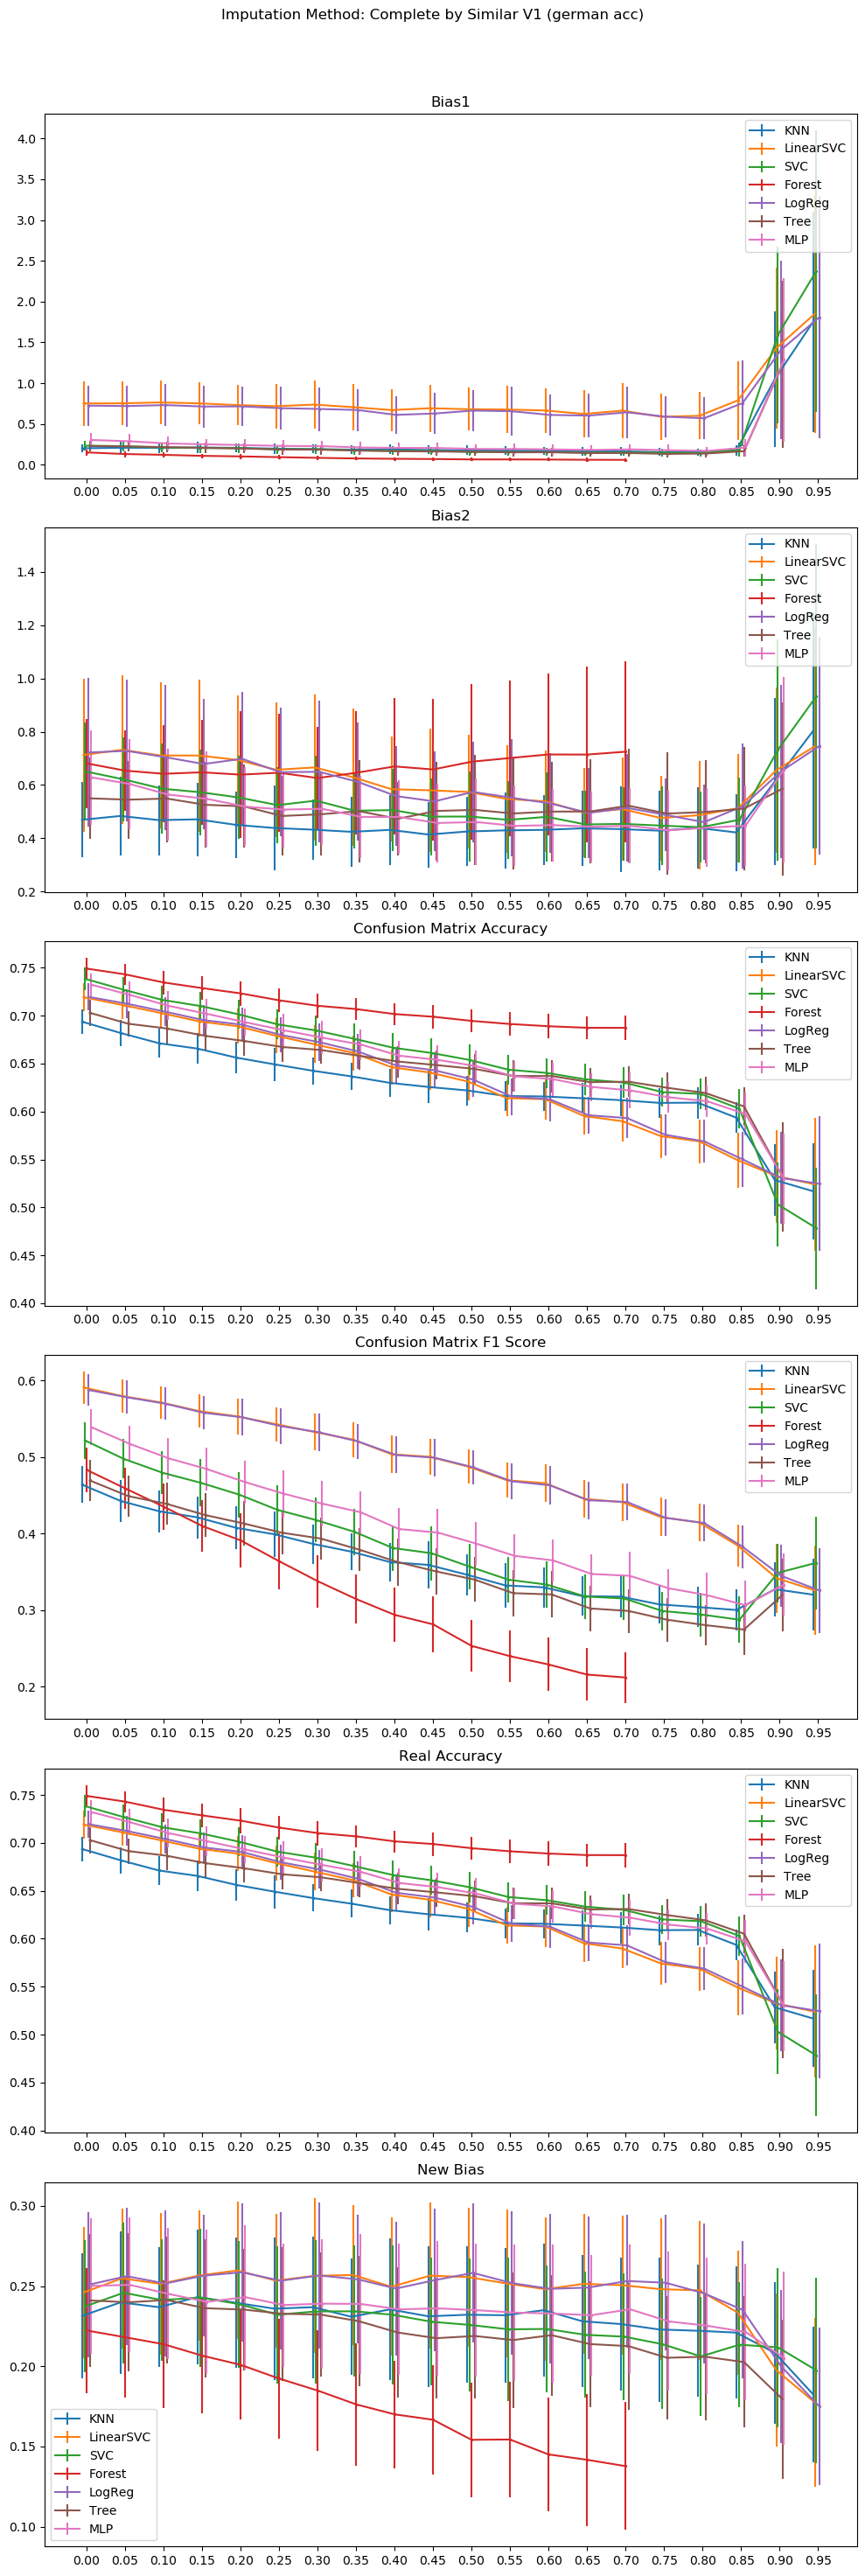 Imputation Method: Complete by Similar V1 (german acc)
Bias1
4.0
3.5
3.0
2.5
2.0
1.5
1.0
0.5
0.0
KNN
LinearSVC
SVC
Forest
LogReg
Tree
MLP
0.00 0.05 0.10 0.15 0.20 0.25 0.30 0.35 0.40 0.45 0.50 0.55 0.60 0.65 0.70 0.75 0.80 0.85 0.90 0.95
Bias2
1.4
1.2
1.0
0.8
0.6
0.4
0.2
KNN
LinearSVC
SVC
Forest
LogReg
Tree
MLP
0.00 0.05 0.10 0.15 0.20 0.25 0.30 0.35 0.40 0.45 0.50 0.55 0.60 0.65 0.70 0.75 0.80 0.85 0.90 0.95
Confusion Matrix Accuracy
0.75
0.70
0.65
0.60
0.55
0.50
0.45
0.40
KNN
LinearSVC
SVC
Forest
LogReg
Tree
MLP
0.00 0.05 0.10 0.15 0.20 0.25 0.30 0.35 0.40 0.45 0.50 0.55 0.60 0.65 0.70 0.75 0.80 0.85 0.90 0.95
Confusion Matrix F1 Score
0.6
0.5
0.4
0.3
0.2
KNN
LinearSVC
SVC
Forest
LogReg
Tree
MLP
0.00 0.05 0.10 0.15 0.20 0.25 0.30 0.35 0.40 0.45 0.50 0.55 0.60 0.65 0.70 0.75 0.80 0.85 0.90 0.95
Real Accuracy
0.75
0.70
0.65
0.60
0.55
0.50
0.45
0.40
KNN
LinearSVC
SVC
Forest
LogReg
Tree
MLP
0.00 0.05 0.10 0.15 0.20 0.25 0.30 0.35 0.40 0.45 0.50 0.55 0.60 0.65 0.70 0.75 0.80 0.85 0.90 0.95
New Bias
0.30
0.25
0.20
0.15
0.10
KNN
LinearSVC
SVC
Forest
LogReg
Tree
MLP
0.00 0.05 0.10 0.15 0.20 0.25 0.30 0.35 0.40 0.45 0.50 0.55 0.60 0.65 0.70 0.75 0.80 0.85 0.90 0.95